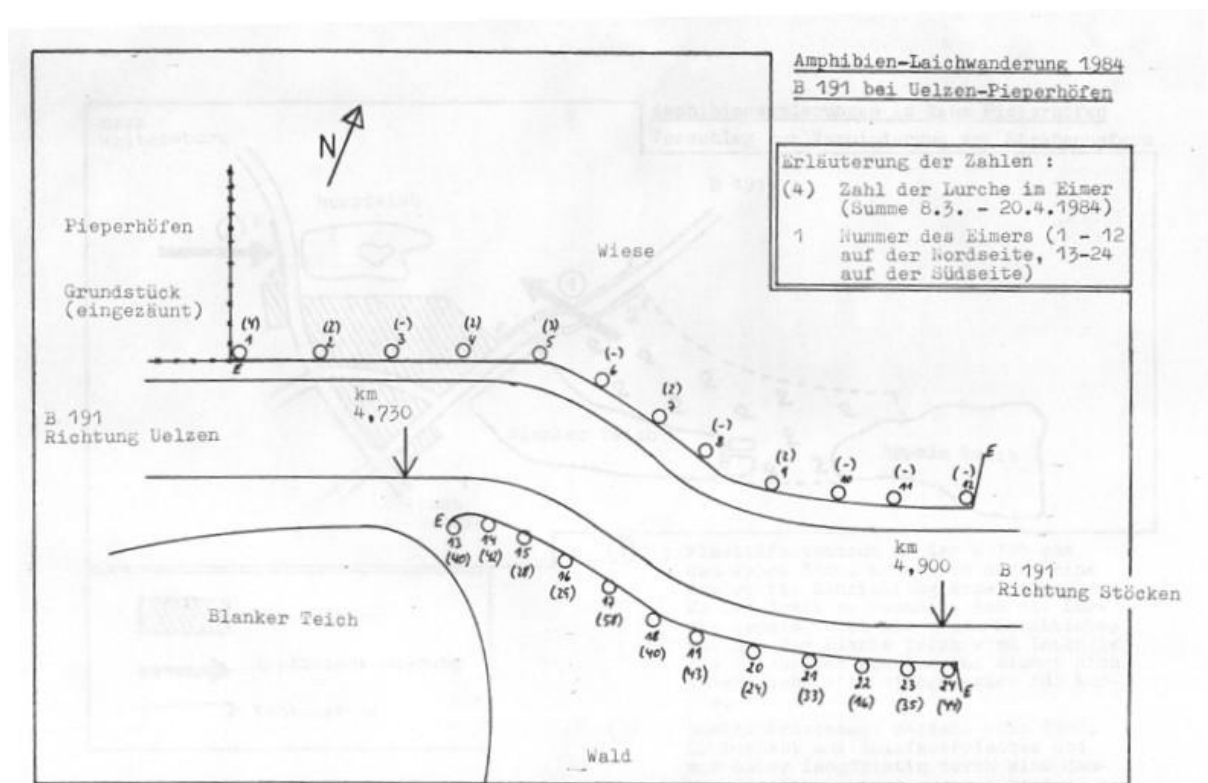 Amphibien-Laichwanderung 1984
B 191 bei Uelzen-Pieperhöfen
Erläuterung der Zahlen :
(4) Zahl der Lurche im Eimer
(Summe 8.3. - 20.4.1984)
1 Nummer des Eimers (1 - 12
auf der Nordseite, 13-24
auf der Südseite)
N
Pieperhöfen
Wiese
Grundstück
(eingezäunt)
(4) (2) (-) (2) (3)
1 2 3 4 5
E
(-)
6
(2)
7
(-)
8
km
4,730
B 191
Richtung Uelzen
(2) (-) (-) (-) E
9 10 11 12
E
13 14 15
(40) (42) (28)
16
(25)
17
(58)
18
(40)
19
(43)
km
4,900
B 191
Richtung Stöcken
Blanker Teich
20 21 22 23 24 E
(24) (33) (16) (35)
Wald